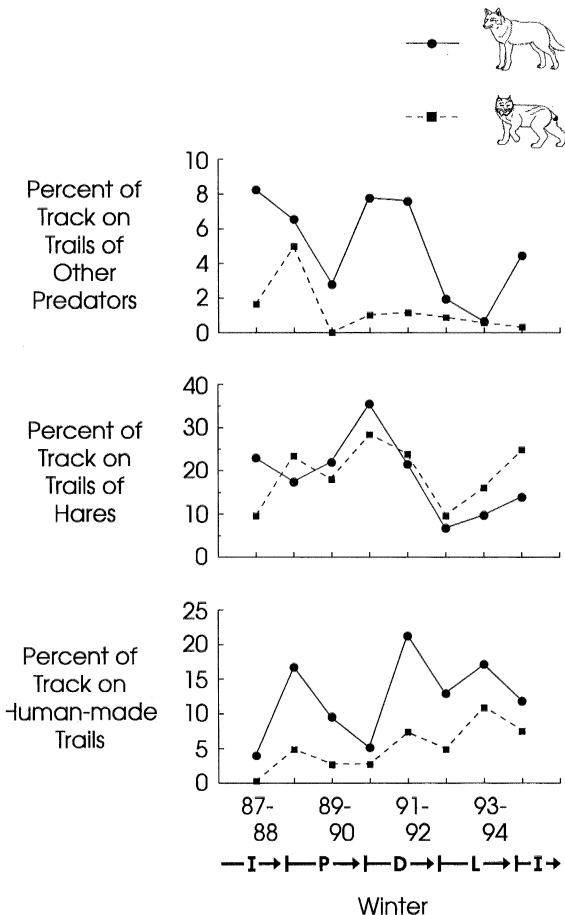 Percent of
Track on
Trails of
Other
Predators
10
8
6
4
2
0
Percent of
Track on
Trails of
Hares
40
30
20
10
0
Percent of
Track on
Human-made
Trails
25
20
15
10
5
0
87-
88
89-
90
91-
92
93-
94
I P D L I
Winter